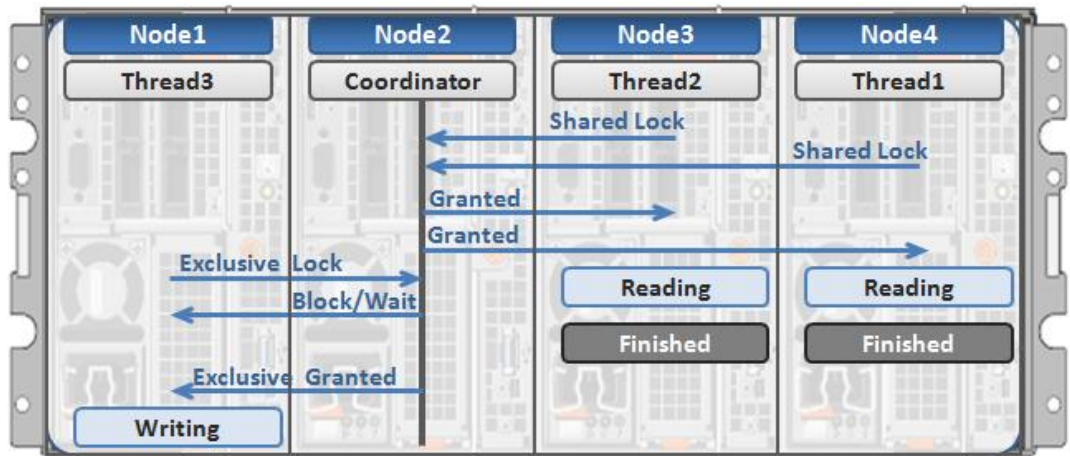 Node1 Node2 Node3 Node4
Thread3 Coordinator Thread2 Thread1
Shared Lock
Shared Lock
Granted
Granted
Exclusive Lock
Reading Reading
Block/Wait
Finished Finished
Exclusive Granted
Writing